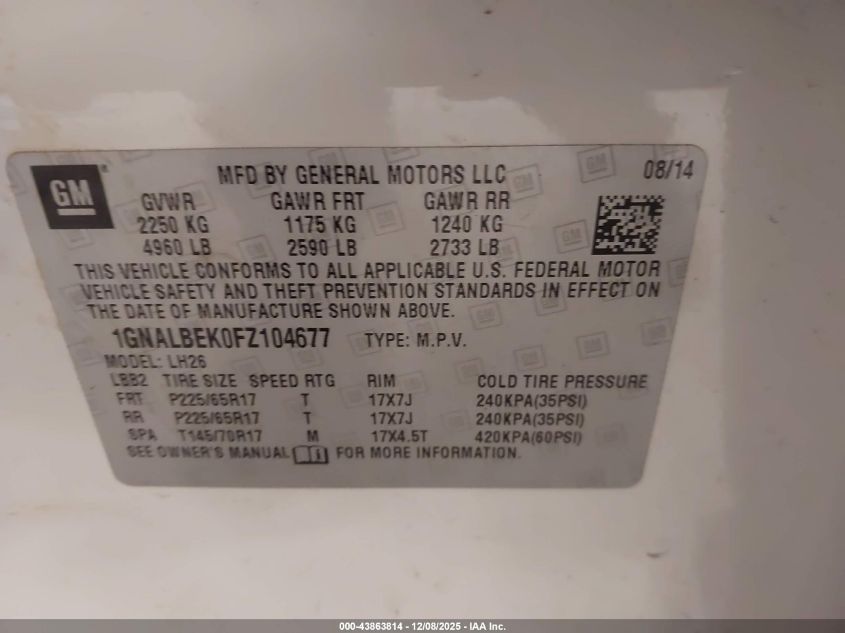 GM
MFD BY GENERAL MOTORS LLC 08/14
GVWR GAWR FRT GAWR RR
2250 KG 1175 KG 1240 KG
4960 LB 2590 LB 2733 LB
THIS VEHICLE CONFORMS TO ALL APPLICABLE U.S. FEDERAL MOTOR
VEHICLE SAFETY AND THEFT PREVENTION STANDARDS IN EFFECT ON
THE DATE OF MANUFACTURE SHOWN ABOVE.
1GNALBEK0FZ104677 TYPE: M.P.V.
MODEL: LH26
LBB2 TIRE SIZE SPEED RTG RIM COLD TIRE PRESSURE
FRT P225/65R17 T 17X7J 240KPA(35PSI)
RR P225/65R17 T 17X7J 240KPA(35PSI)
SPA T145/70R17 M 17X4.5T 420KPA(60PSI)
SEE OWNER'S MANUAL FOR MORE INFORMATION.
000-43863814 - 12/08/2025 - IAA Inc.